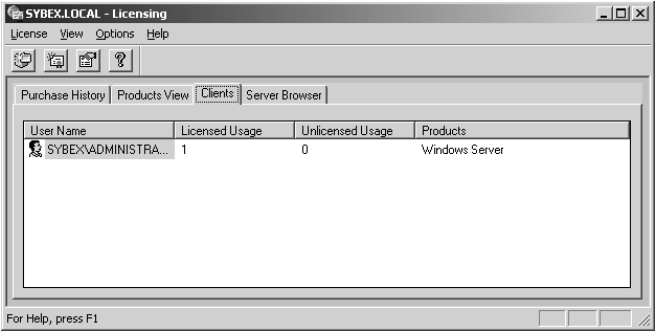 SYBEX.LOCAL - Licensing
License View Options Help
Purchase History Products View Clients Server Browser
User Name Licensed Usage Unlicensed Usage Products
SYBEX\ADMINISTRA... 1 0 Windows Server
For Help, press F1